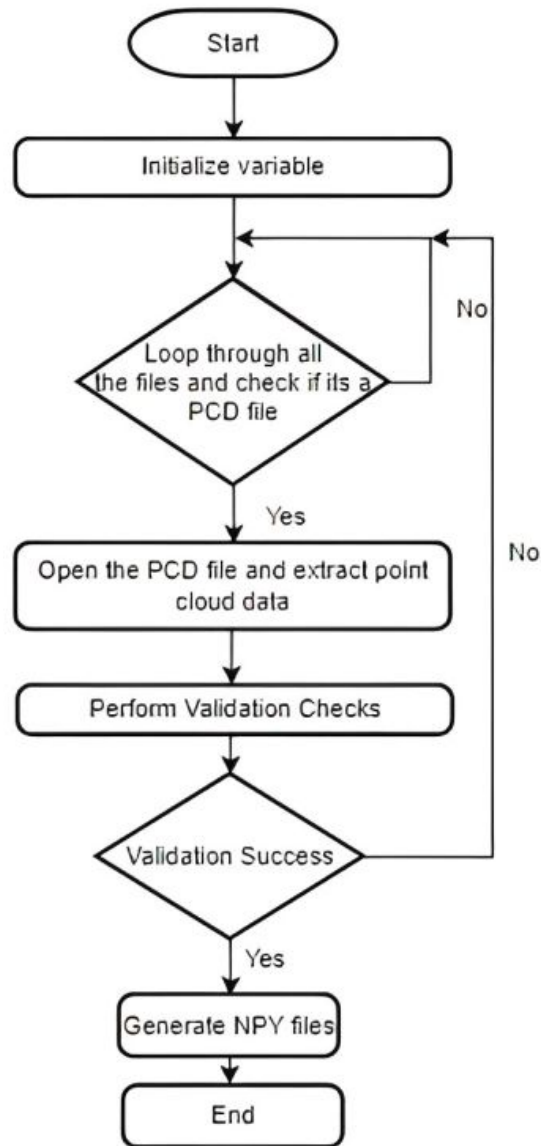 Start
Initialize variable
No
Loop through all
the files and check if its a
PCD file
Yes
No
Open the PCD file and extract point
cloud data
Perform Validation Checks
Validation Success
Yes
Generate NPY files
End